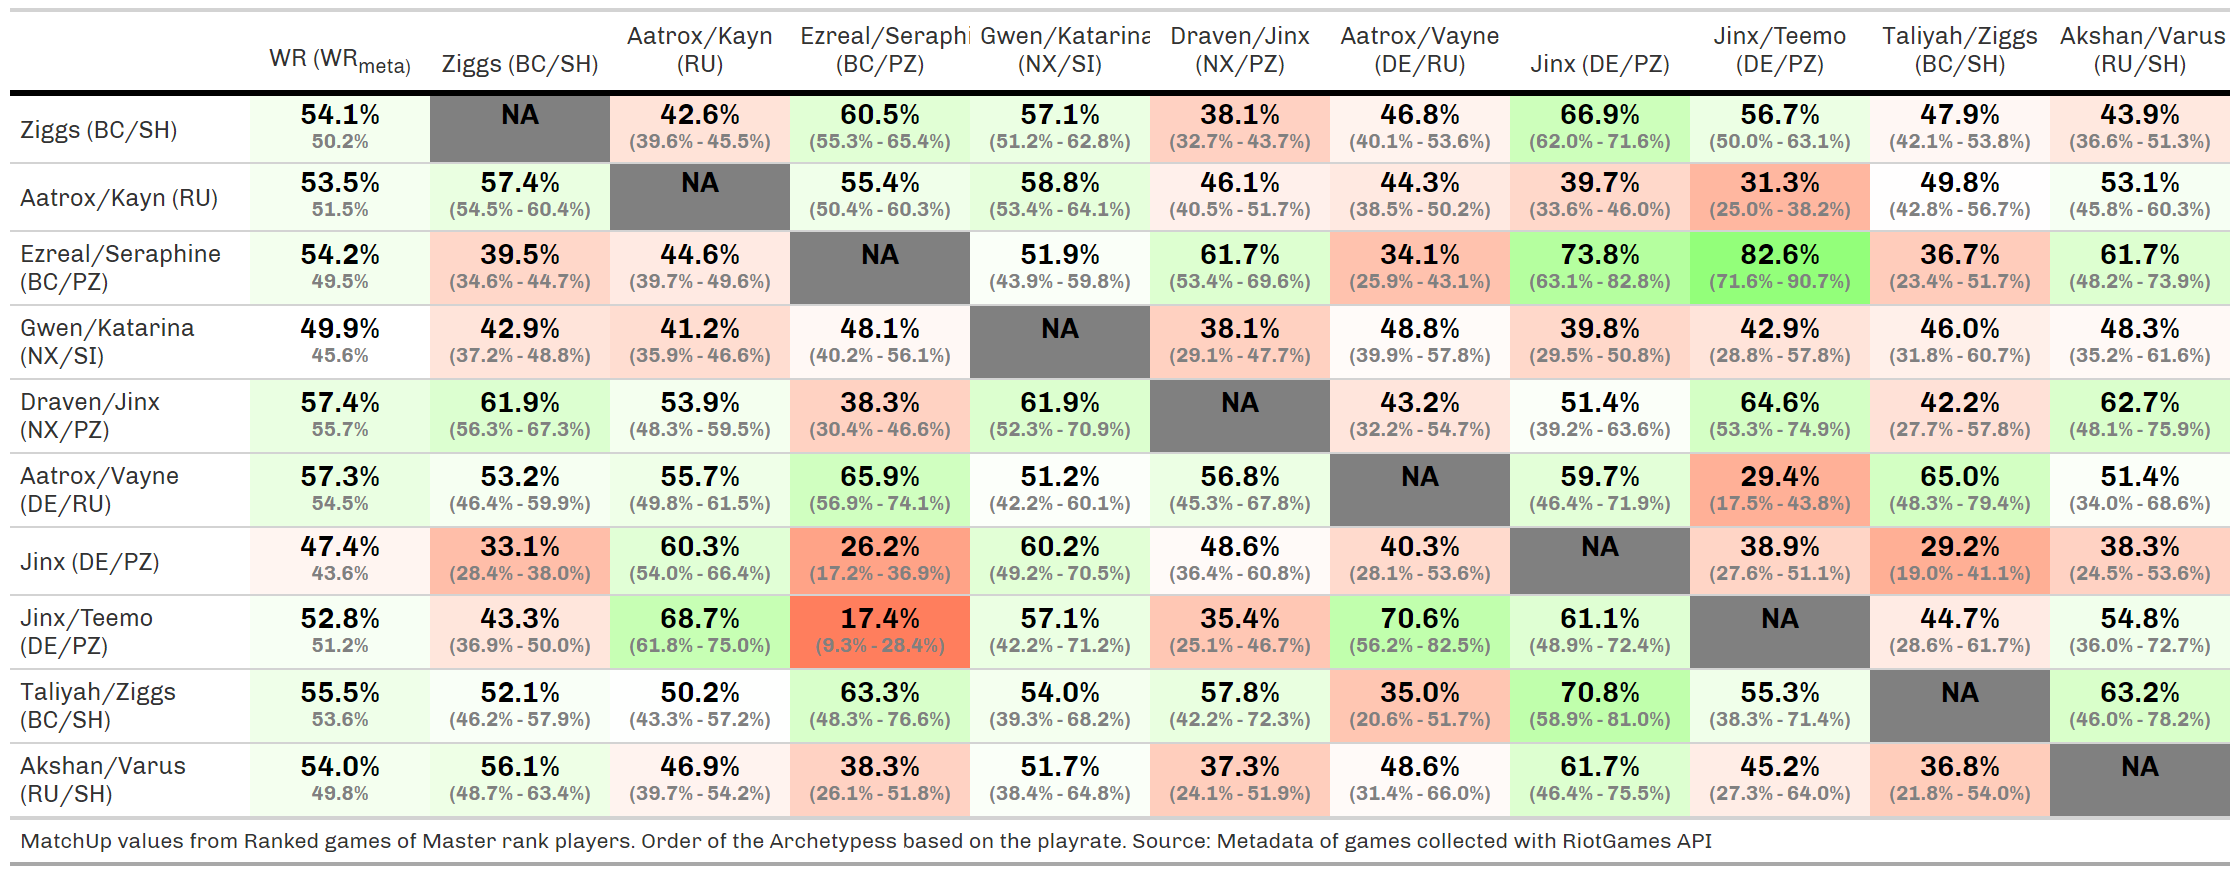 WR (WRmeta) Ziggs (BC/SH) Aatrox/Kayn (RU) Ezreal/Seraphi (BC/PZ) Gwen/Katarina (NX/SI) Draven/Jinx (NX/PZ) Aatrox/Vayne (DE/RU) Jinx (DE/PZ) Jinx/Teemo (DE/PZ) Taliyah/Ziggs (BC/SH) Akshan/Varus (RU/SH)
Ziggs (BC/SH) 54.1% NA 42.6% 60.5% 57.1% 38.1% 46.8% 66.9% 56.7% 47.9% 43.9%
50.2% (39.6% - 45.5%) (55.3% - 65.4%) (51.2% - 62.8%) (32.7% - 43.7%) (40.1% - 53.6%) (62.0% - 71.6%) (50.0% - 63.1%) (42.1% - 53.8%) (36.6% - 51.3%)
Aatrox/Kayn (RU) 53.5% 57.4% NA 55.4% 58.8% 46.1% 44.3% 39.7% 31.3% 49.8% 53.1%
51.5% (54.5% - 60.4%) (50.4% - 60.3%) (53.4% - 64.1%) (40.5% - 51.7%) (38.5% - 50.2%) (33.6% - 46.0%) (25.0% - 38.2%) (42.8% - 56.7%) (45.8% - 60.3%)
Ezreal/Seraphine 54.2% 39.5% 44.6% NA 51.9% 61.7% 34.1% 73.8% 82.6% 36.7% 61.7%
(BC/PZ) 49.5% (34.6% - 44.7%) (39.7% - 49.6%) (43.9% - 59.8%) (53.4% - 69.6%) (25.9% - 43.1%) (63.1% - 82.8%) (71.6% - 90.7%) (23.4% - 51.7%) (48.2% - 73.9%)
Gwen/Katarina 49.9% 42.9% 41.2% 48.1% NA 38.1% 48.8% 39.8% 42.9% 46.0% 48.3%
(NX/SI) 45.6% (37.2% - 48.8%) (35.9% - 46.6%) (40.2% - 56.1%) (29.1% - 47.7%) (39.9% - 57.8%) (29.5% - 50.8%) (28.8% - 57.8%) (31.8% - 60.7%) (35.2% - 61.6%)
Draven/Jinx 57.4% 61.9% 53.9% 38.3% 61.9% NA 43.2% 51.4% 64.6% 42.2% 62.7%
(NX/PZ) 55.7% (56.3% - 67.3%) (48.3% - 59.5%) (30.4% - 46.6%) (52.3% - 70.9%) (32.2% - 54.7%) (39.2% - 63.6%) (53.3% - 74.9%) (27.7% - 57.8%) (48.1% - 75.9%)
Aatrox/Vayne 57.3% 53.2% 55.7% 65.9% 51.2% 56.8% NA 59.7% 29.4% 65.0% 51.4%
(DE/RU) 54.5% (46.4% - 59.9%) (49.8% - 61.5%) (56.9% - 74.1%) (42.2% - 60.1%) (45.3% - 67.8%) (46.4% - 71.9%) (17.5% - 43.8%) (48.3% - 79.4%) (34.0% - 68.6%)
Jinx (DE/PZ) 47.4% 33.1% 60.3% 26.2% 60.2% 48.6% 40.3% NA 38.9% 29.2% 38.3%
43.6% (28.4% - 38.0%) (54.0% - 66.4%) (17.2% - 36.9%) (49.2% - 70.5%) (36.4% - 60.8%) (28.1% - 53.6%) (27.6% - 51.1%) (19.0% - 41.1%) (24.5% - 53.6%)
Jinx/Teemo 52.8% 43.3% 68.7% 17.4% 57.1% 35.4% 70.6% 61.1% NA 44.7% 54.8%
(DE/PZ) 51.2% (36.9% - 50.0%) (61.8% - 75.0%) (9.3% - 28.4%) (42.2% - 71.2%) (25.1% - 46.7%) (56.2% - 82.5%) (48.9% - 72.4%) (28.6% - 61.7%) (36.0% - 72.7%)
Taliyah/Ziggs 55.5% 52.1% 50.2% 63.3% 54.0% 57.8% 35.0% 70.8% 55.3% NA 63.2%
(BC/SH) 53.6% (46.2% - 57.9%) (43.3% - 57.2%) (48.3% - 76.6%) (39.3% - 68.2%) (42.2% - 72.3%) (20.6% - 51.7%) (58.9% - 81.0%) (38.3% - 71.4%) (46.0% - 78.2%)
Akshan/Varus 54.0% 56.1% 46.9% 38.3% 51.7% 37.3% 48.6% 61.7% 45.2% 36.8% NA
(RU/SH) 49.8% (48.7% - 63.4%) (39.7% - 54.2%) (26.1% - 51.8%) (38.4% - 64.8%) (24.1% - 51.9%) (31.4% - 66.0%) (46.4% - 75.5%) (27.3% - 64.0%) (21.8% - 54.0%)
MatchUp values from Ranked games of Master rank players. Order of the Archetypess based on the playrate. Source: Metadata of games collected with RiotGames API